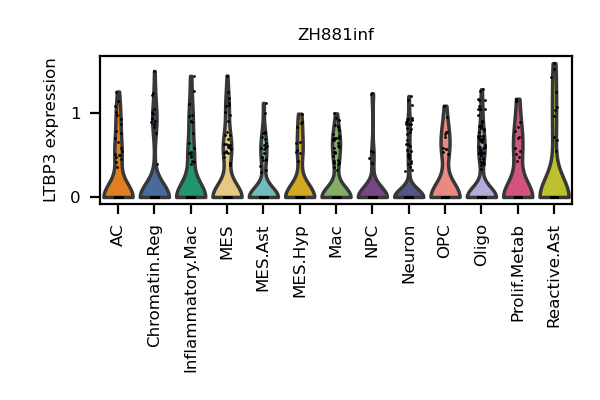 ZH881inf
LTBP3 expression
1
0
AC
Chromatin.Reg
Inflammatory.Mac
MES
MES.Ast
MES.Hyp
Mac
NPC
Neuron
OPC
Oligo
Prolif.Metab
Reactive.Ast